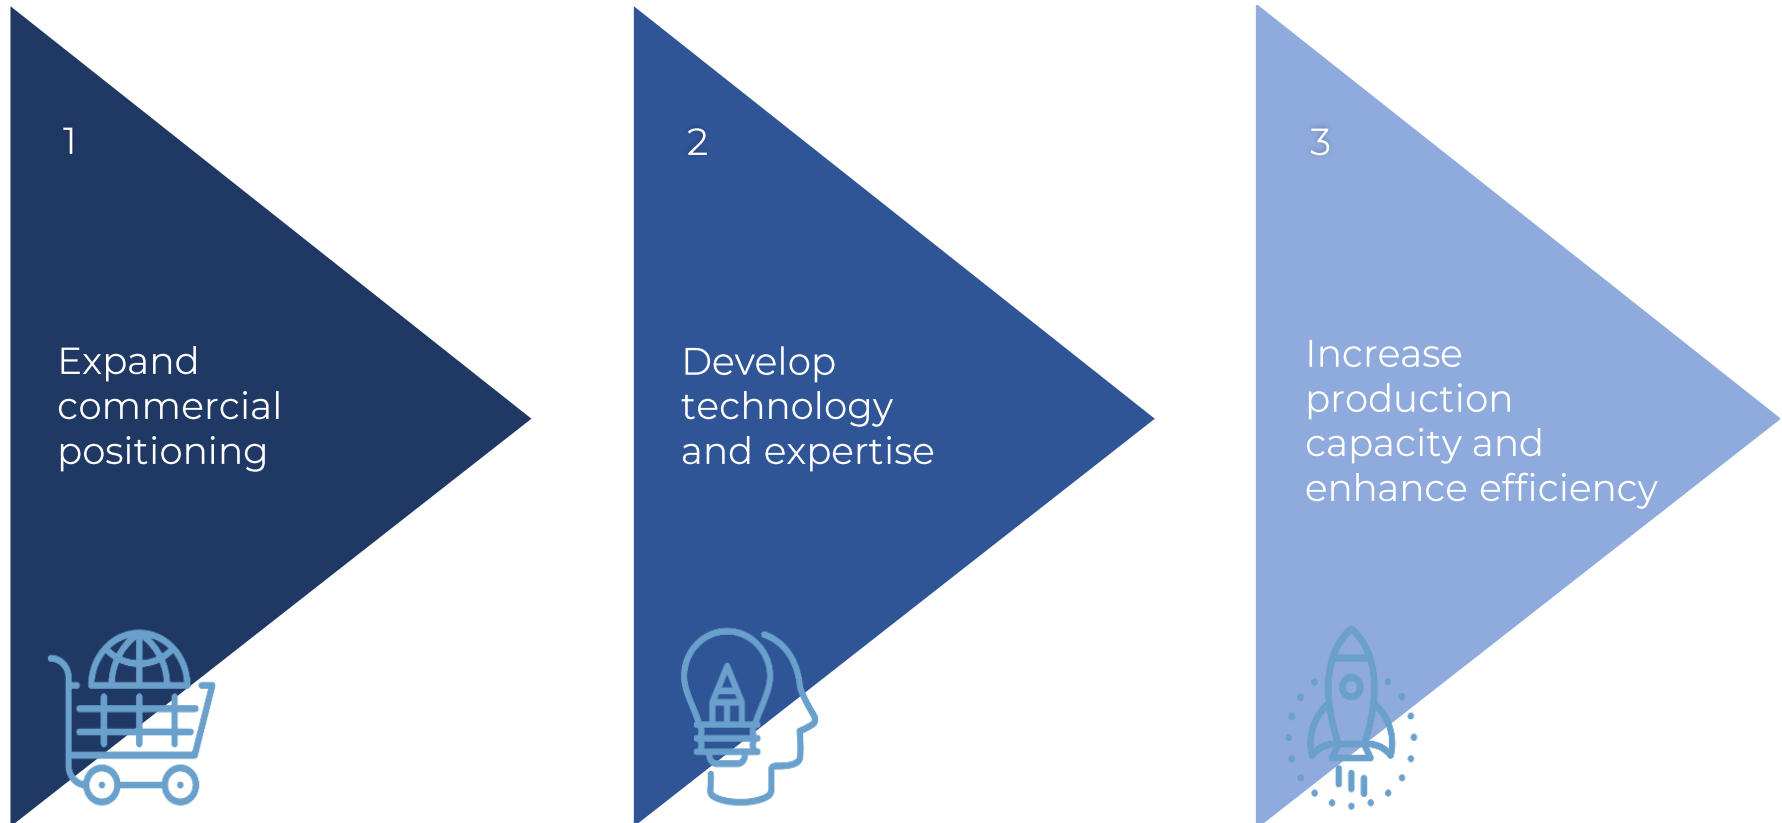 1
Expand
commercial
positioning
2
Develop
technology
and expertise
3
Increase
production
capacity and
enhance efficiency